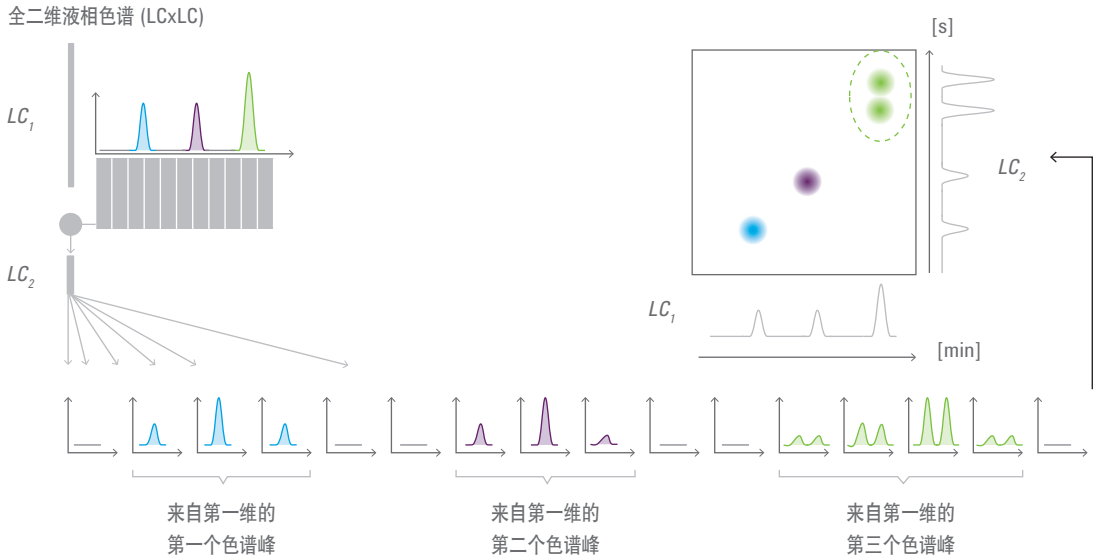 全二维液相色谱 (LCxLC)
LC₁
LC₂
[s]
LC₂
LC₁
[min]
来自第一维的
第一个色谱峰
来自第一维的
第二个色谱峰
来自第一维的
第三个色谱峰